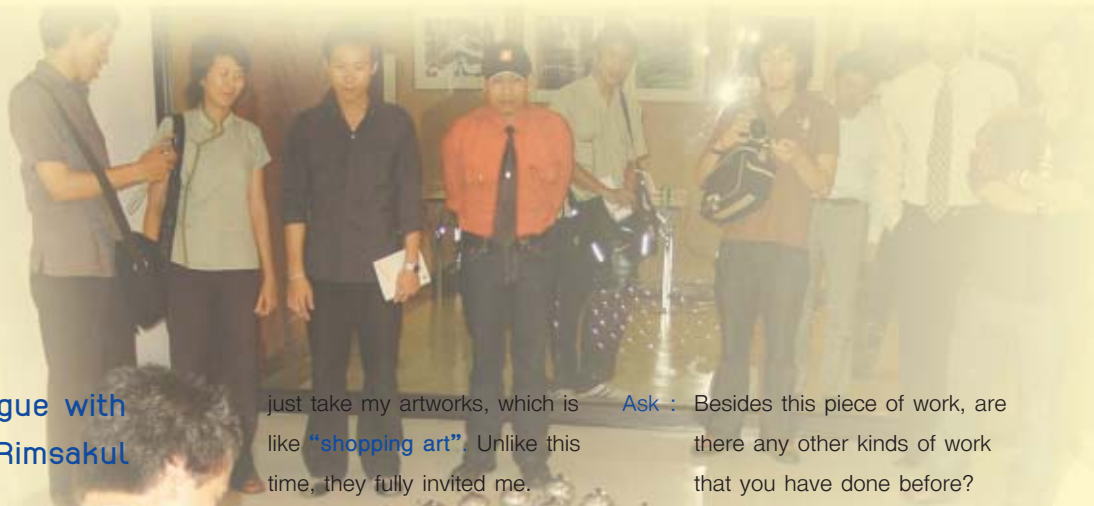 gue with
Rimsakul
just take my artworks, which is
like “shopping art”. Unlike this
time, they fully invited me.
Ask : Besides this piece of work, are
there any other kinds of work
that you have done before?